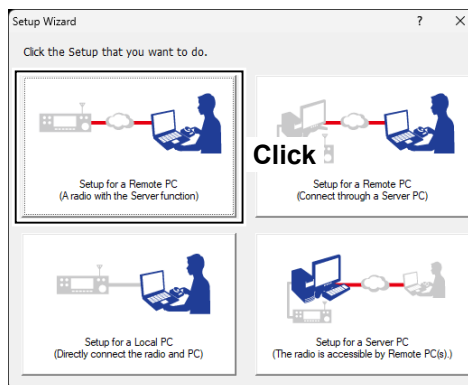 Setup Wizard
?
Click the Setup that you want to do.
Click
Setup for a Remote PC
(A radio with the Server function)
Setup for a Remote PC
(Connect through a Server PC)
Setup for a Local PC
(Directly connect the radio and PC)
Setup for a Server PC
(The radio is accessible by Remote PC(s).)